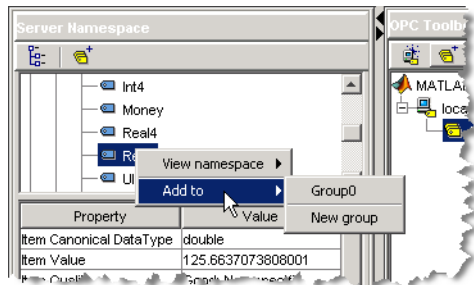 Server Namespace
OPC Toolb
Int4
Money
Real4
Re
UI
MATLA
loca
View namespace
Add to
Group0
New group
Property Value
Item Canonical DataType double
Item Value 125.6637073808001